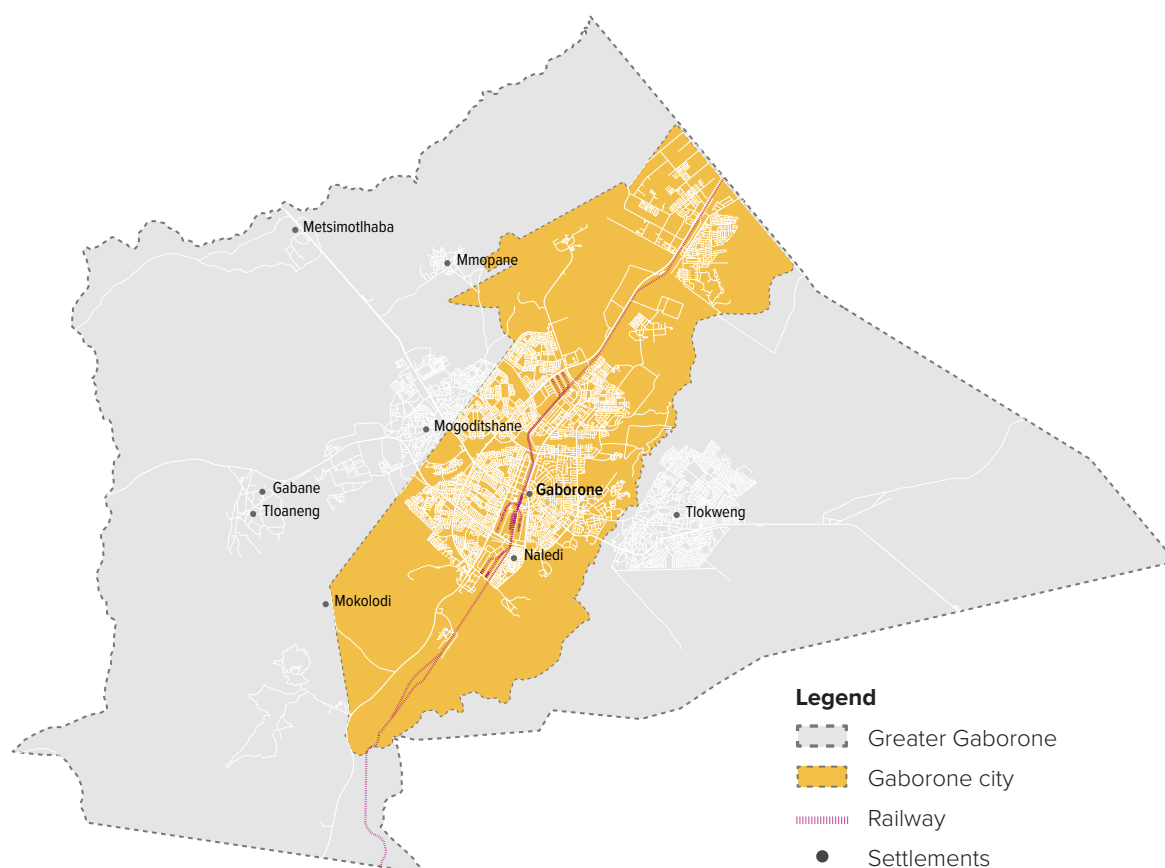 Metsimotlhaba
Mmopane
Mogoditshane
Gabane
Tloaneng
Gaborone
Tlokweng
Naledi
Mokolodi
Legend
Greater Gaborone
Gaborone city
Railway
Settlements